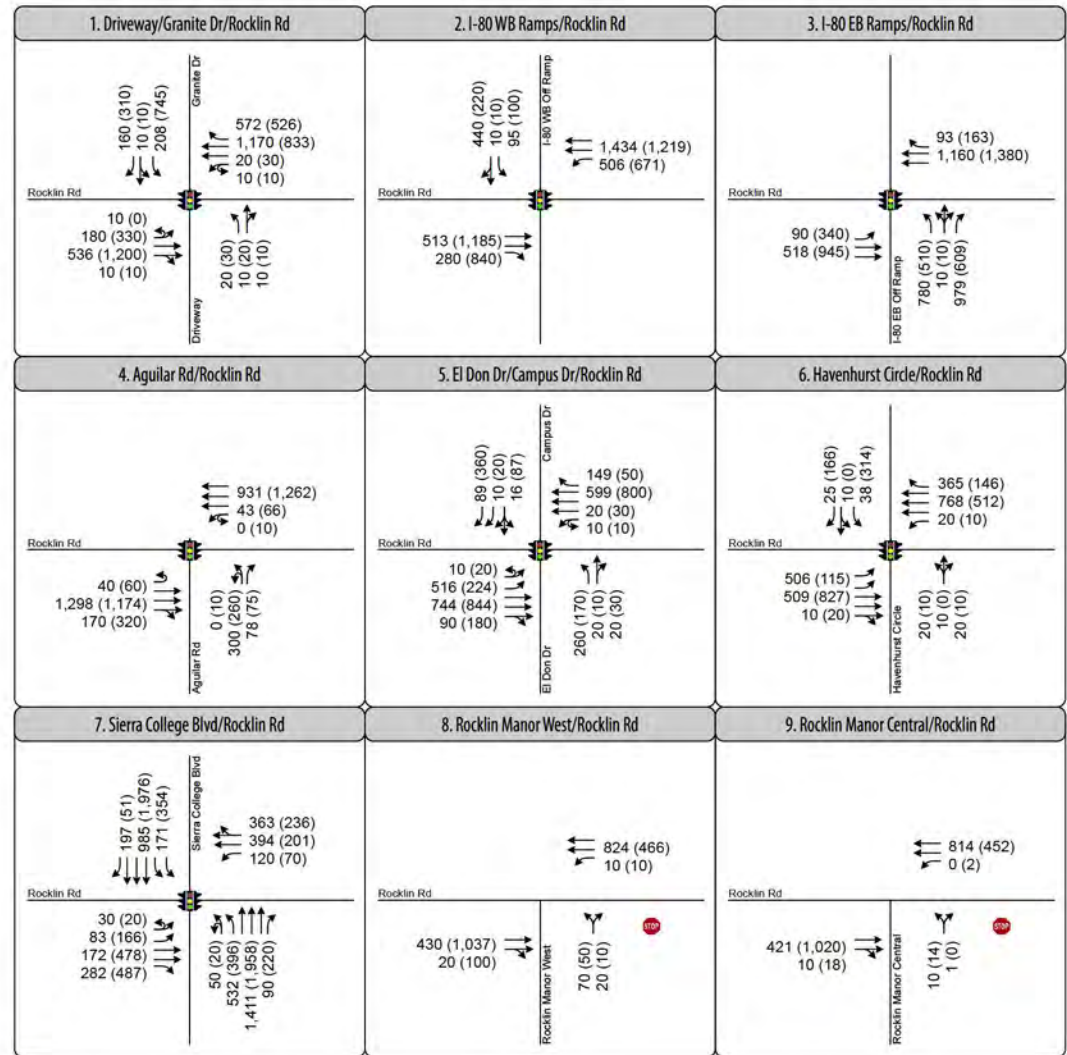 1. Driveway/Granite Dr/Rocklin Rd
160 (310)
10 (10)
208 (745)
Granite Dr
572 (526)
1,170 (833)
20 (30)
10 (10)
Rocklin Rd
10 (0)
180 (330)
536 (1,200)
10 (10)
20 (30)
10 (20)
10 (10)
Driveway
2. I-80 WB Ramps/Rocklin Rd
440 (220)
10 (10)
95 (100)
I-80 WB Off Ramp
1,434 (1,219)
506 (671)
Rocklin Rd
513 (1,185)
280 (840)
3. I-80 EB Ramps/Rocklin Rd
93 (163)
1,160 (1,380)
Rocklin Rd
90 (340)
518 (945)
I-80 EB Off Ramp
780 (510)
10 (10)
979 (609)
4. Aguilar Rd/Rocklin Rd
931 (1,262)
43 (66)
0 (10)
Rocklin Rd
40 (60)
1,298 (1,174)
170 (320)
Aguilar Rd
0 (10)
300 (260)
78 (75)
5. El Don Dr/Campus Dr/Rocklin Rd
89 (360)
10 (20)
16 (87)
Campus Dr
149 (50)
599 (800)
20 (30)
10 (10)
Rocklin Rd
10 (20)
516 (224)
744 (844)
90 (180)
El Don Dr
260 (170)
20 (10)
20 (30)
6. Havenhurst Circle/Rocklin Rd
25 (166)
10 (0)
38 (314)
365 (146)
768 (512)
20 (10)
Rocklin Rd
506 (115)
509 (827)
10 (20)
Havenhurst Circle
20 (10)
10 (0)
20 (10)
7. Sierra College Blvd/Rocklin Rd
197 (51)
985 (1,976)
171 (354)
Sierra College Blvd
363 (236)
394 (201)
120 (70)
Rocklin Rd
30 (20)
83 (166)
172 (478)
282 (487)
50 (20)
532 (396)
1,411 (1,958)
90 (220)
8. Rocklin Manor West/Rocklin Rd
824 (466)
10 (10)
Rocklin Rd
STOP
430 (1,037)
20 (100)
Rocklin Manor West
70 (50)
20 (10)
9. Rocklin Manor Central/Rocklin Rd
814 (452)
0 (2)
Rocklin Rd
STOP
421 (1,020)
10 (18)
Rocklin Manor Central
10 (14)
1 (0)